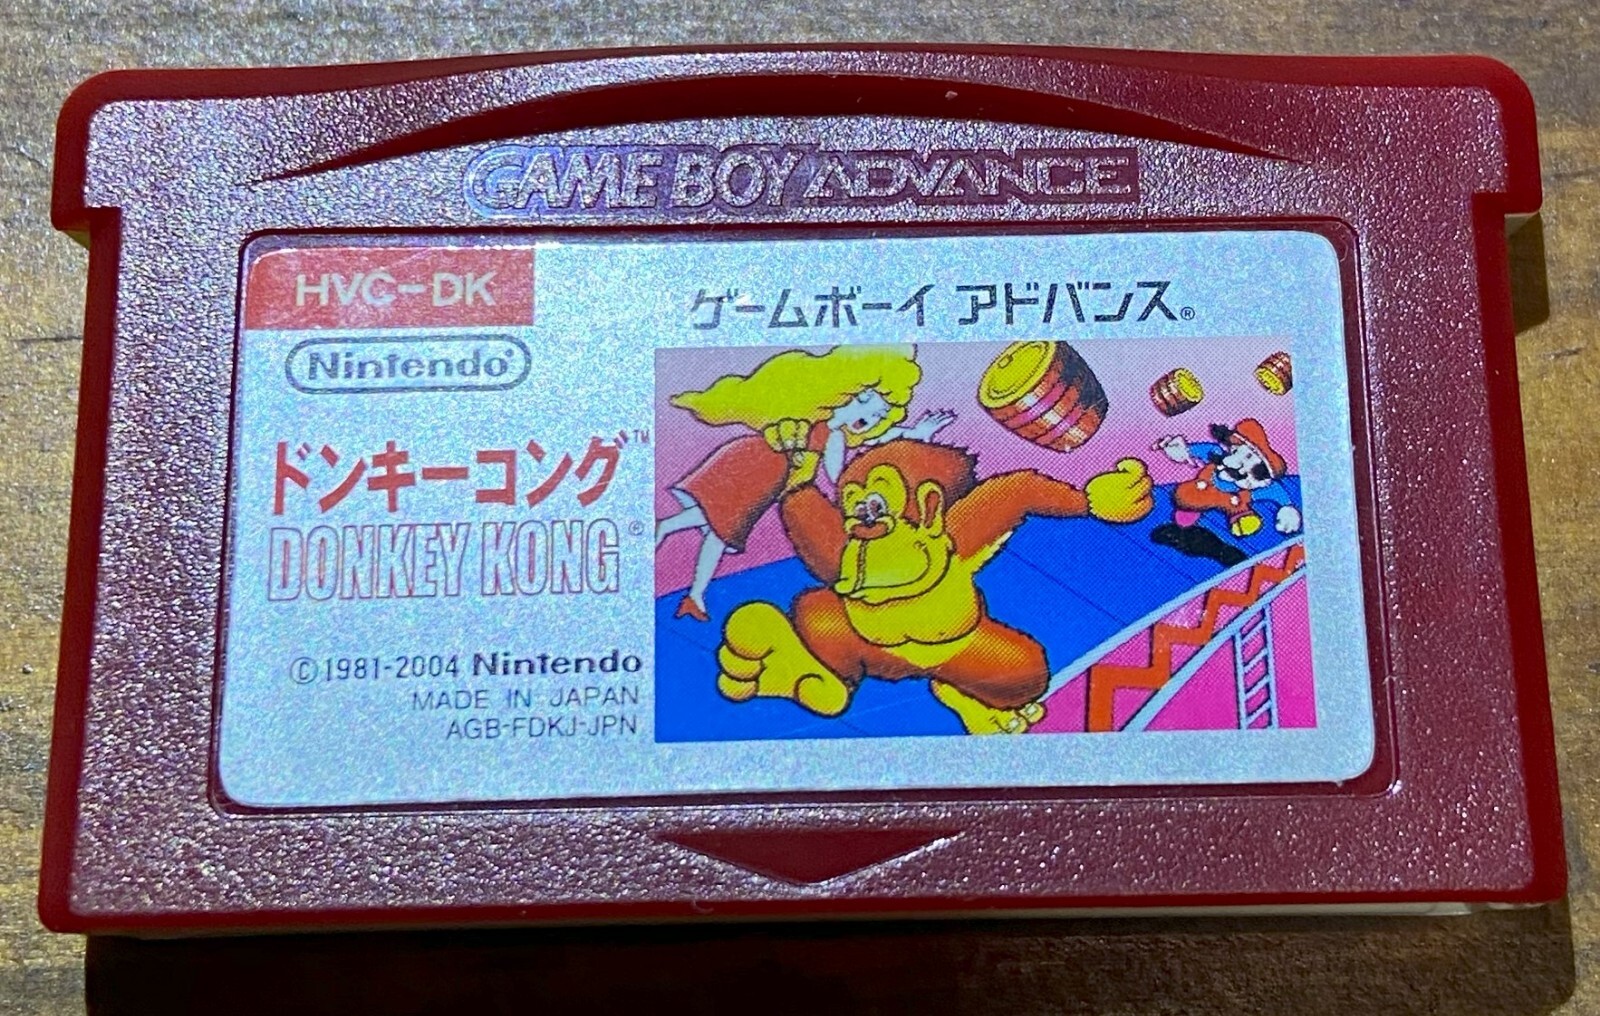 GAME BOY ADVANCE
HVC-DK
ゲームボーイ アドバンス®
Nintendo®
ドンキーコング™
DONKEY KONG©
©1981-2004 Nintendo
MADE IN JAPAN
AGB-FDKJ-JPN